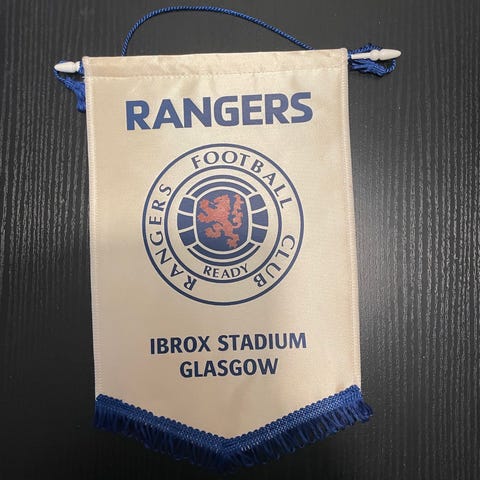 RANGERS
RANGERS FOOTBALL CLUB
READY
IBROX STADIUM
GLASGOW